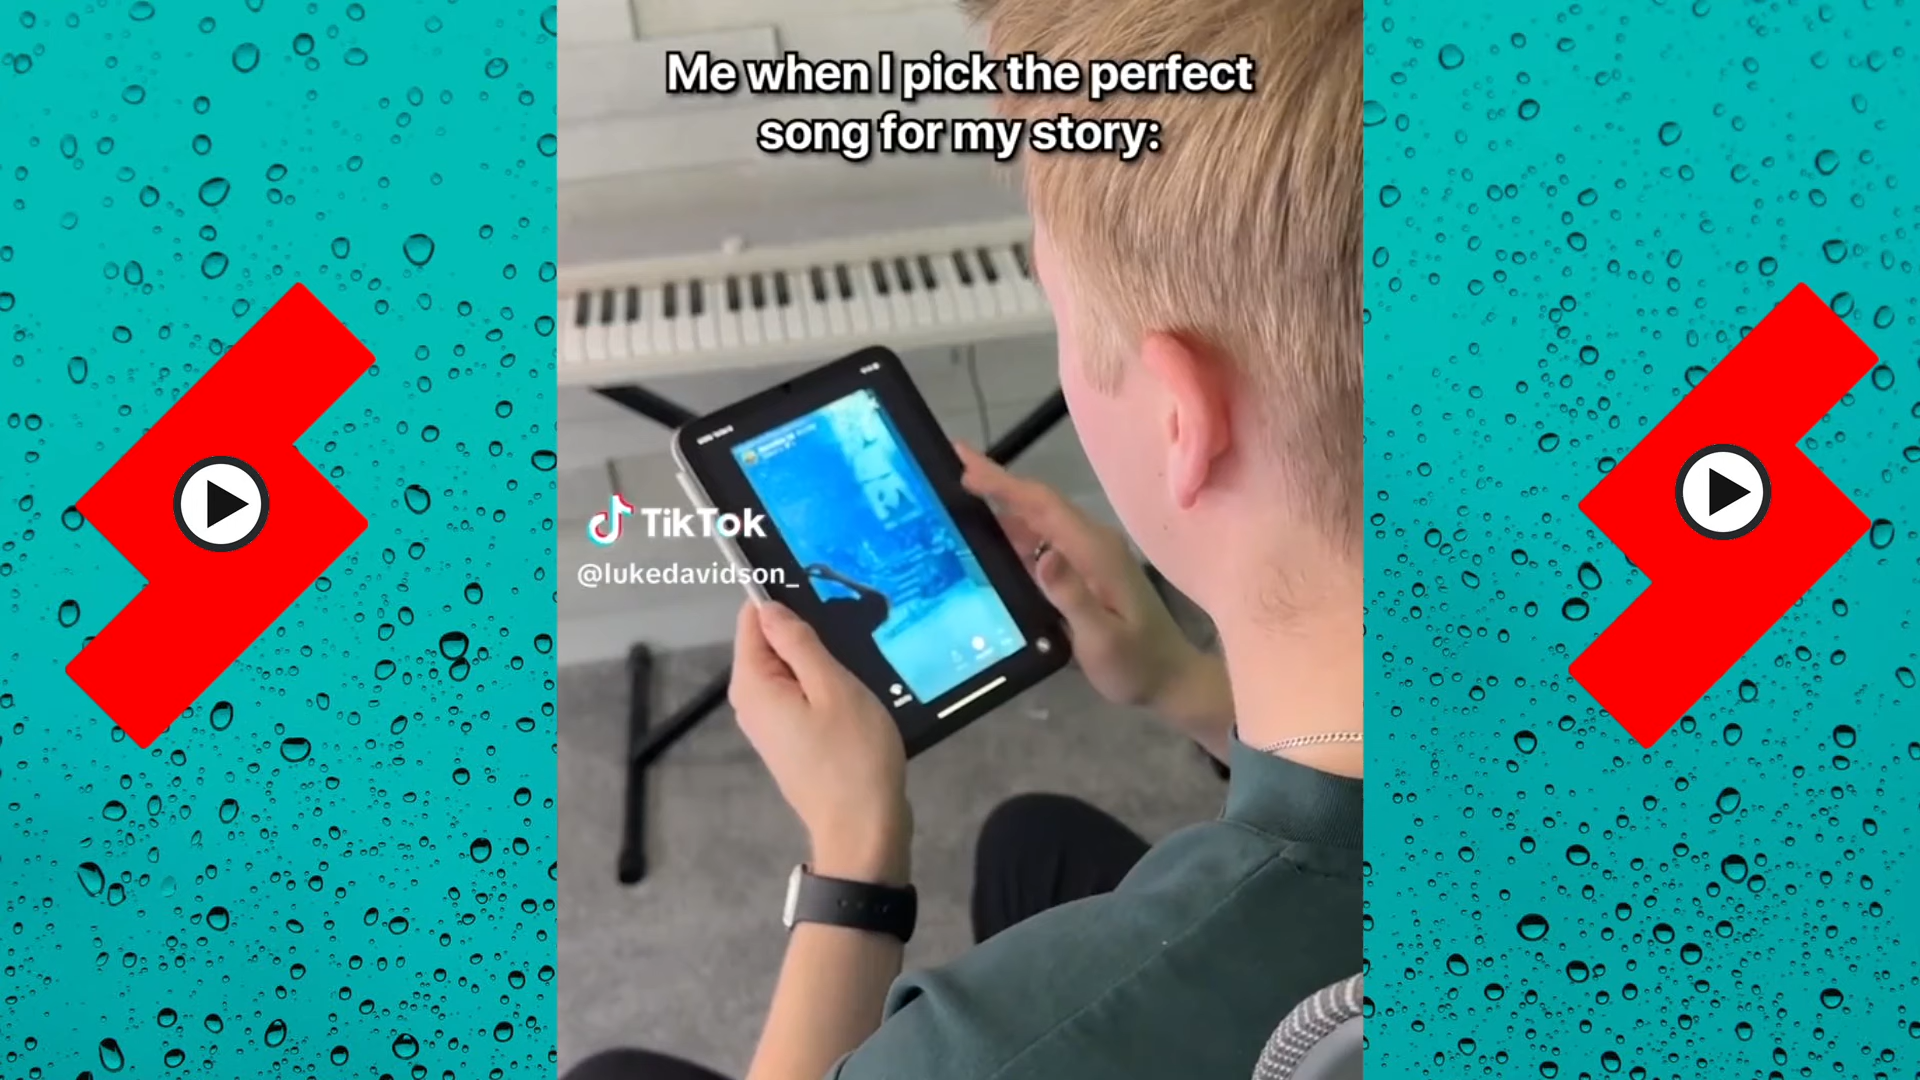 Me when I pick the perfect
song for my story:
TikTok
@lukedavidson_